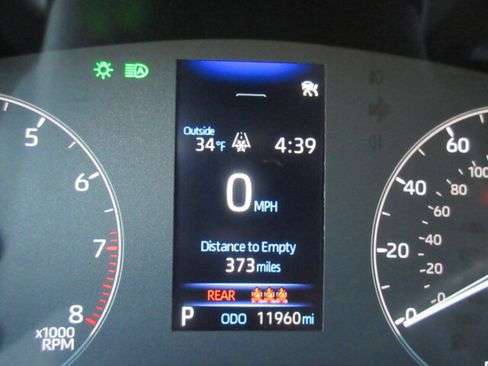 A
Outside
34°F 4:39
0 MPH
Distance to Empty
373 miles
REAR
P ODO 11960 mi
5
6
7
8
x1000
RPM
60
40
20
0
100
80
60
40
20
0